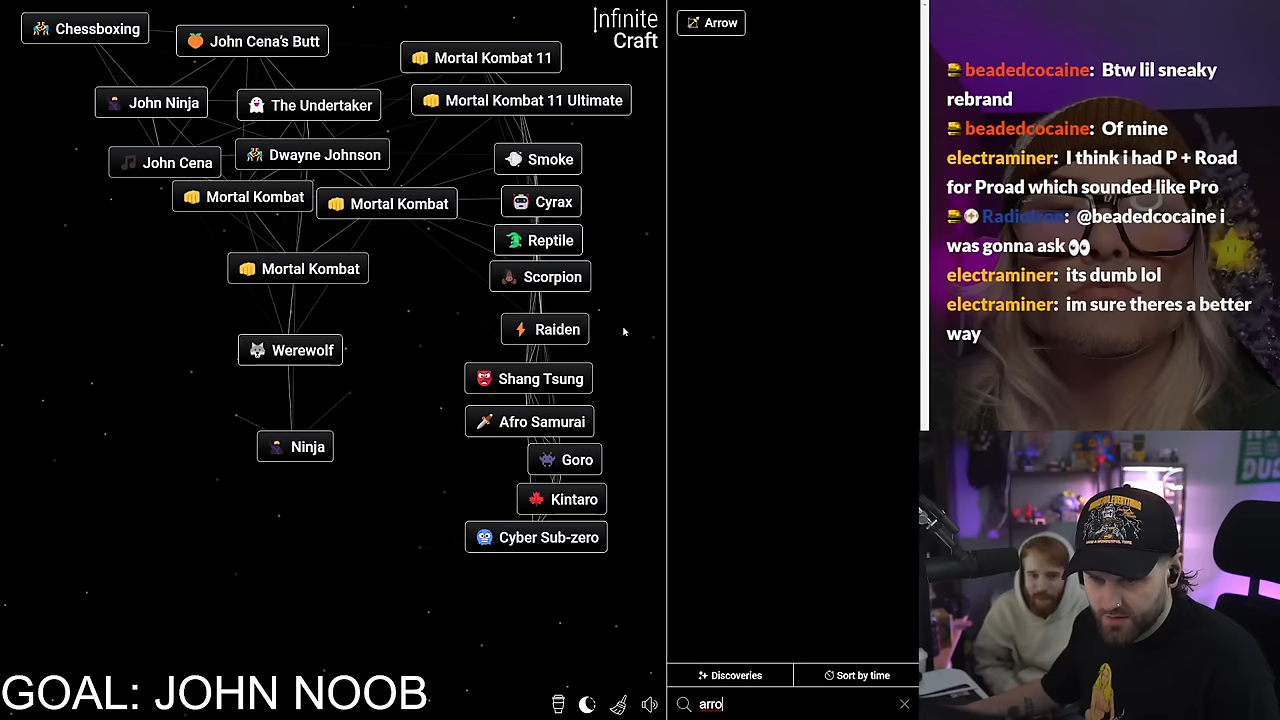 Chessboxing
John Cena's Butt
Mortal Kombat 11
Infinite
Craft
John Ninja
The Undertaker
Mortal Kombat 11 Ultimate
John Cena
Dwayne Johnson
Smoke
Mortal Kombat
Mortal Kombat
Cyrax
Reptile
Mortal Kombat
Scorpion
Raiden
Werewolf
Shang Tsung
Afro Samurai
Ninja
Goro
Kintaro
Cyber Sub-zero
GOAL: JOHN NOOB
Arrow
Discoveries
Sort by time
arro
beadedcocaine: Btw lil sneaky
rebrand
beadedcocaine: Of mine
electraminer: I think i had P + Road
for Proad which sounded like Pro
Radiotron: @beadedcocaine i
was gonna ask
electraminer: its dumb lol
electraminer: im sure theres a better
way